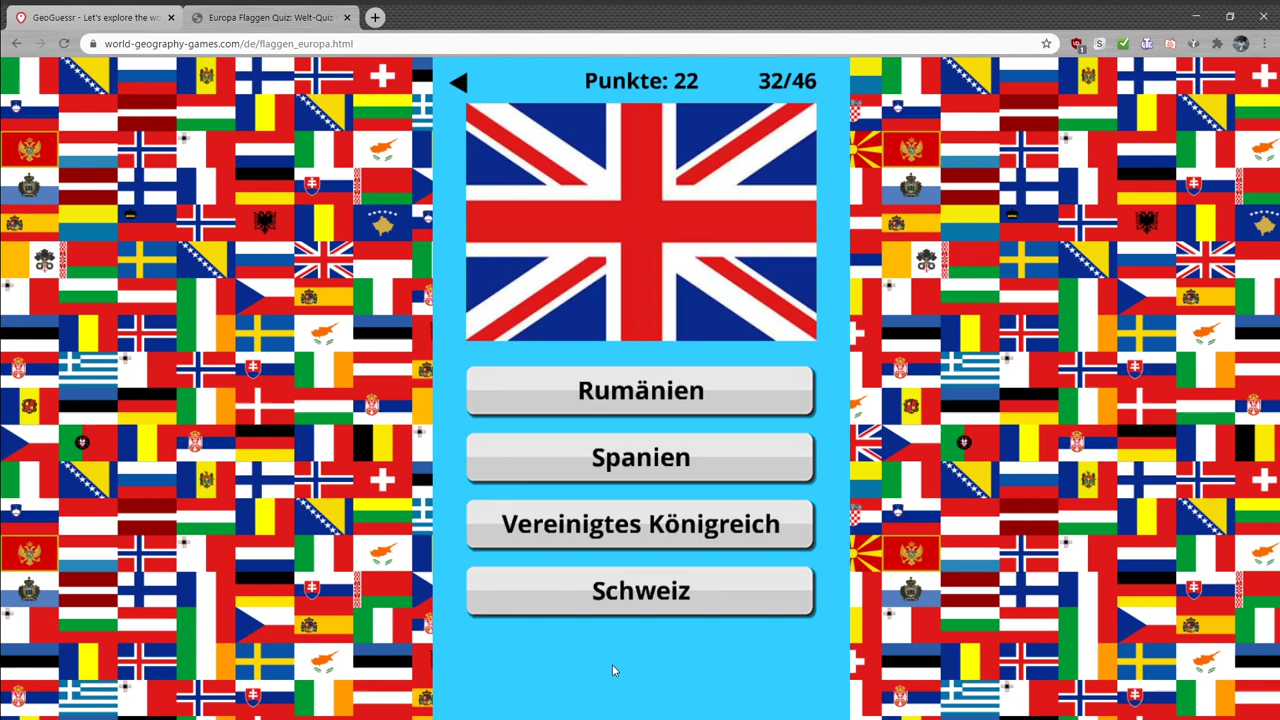 GeoGuessr - Let's explore the wo
Europa Flaggen Quiz: Welt-Quiz F
world-geography-games.com/de/flaggen_europa.html
Punkte: 22
32/46
Rumänien
Spanien
Vereinigtes Königreich
Schweiz